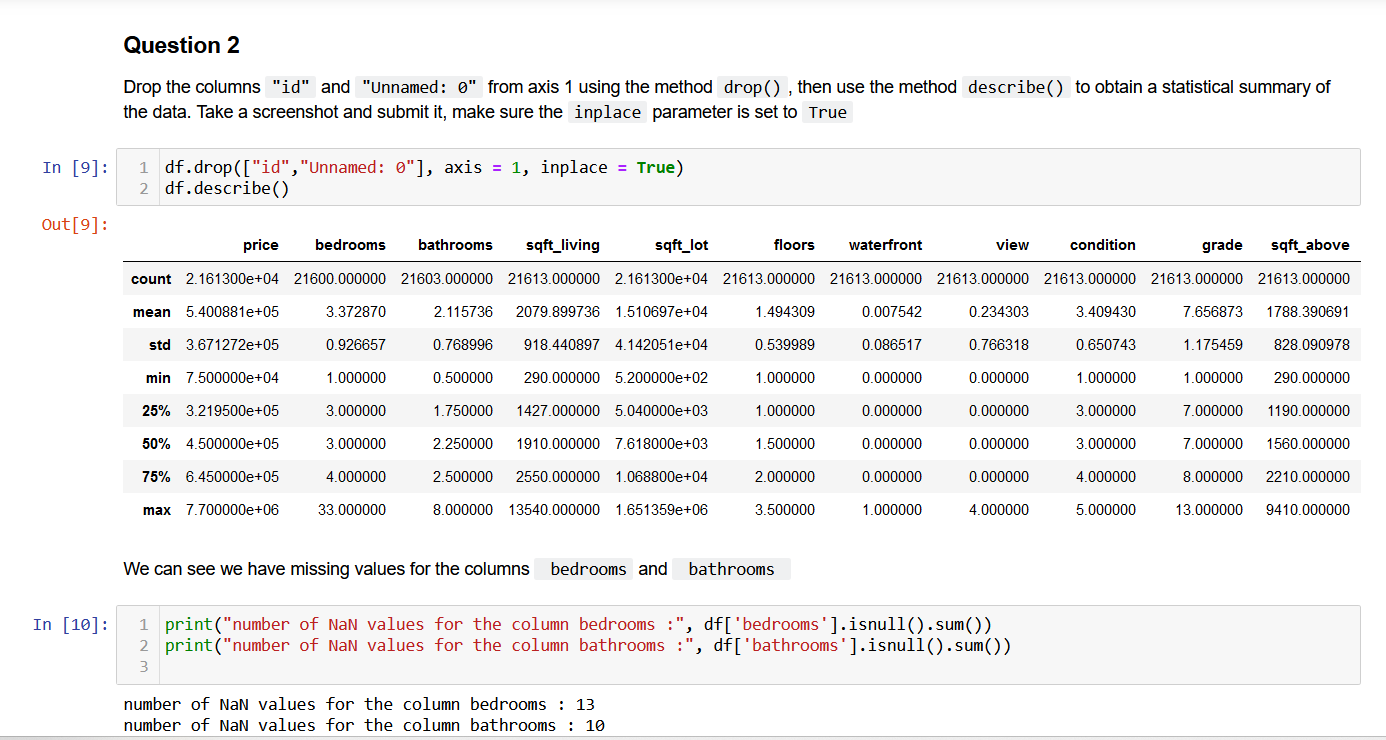 Question 2
Drop the columns "id" and "Unnamed: 0" from axis 1 using the method drop() , then use the method describe() to obtain a statistical summary of
the data. Take a screenshot and submit it, make sure the inplace parameter is set to True
In [9]: 1 df.drop(["id","Unnamed: 0"], axis = 1, inplace = True)
2 df.describe()
Out[9]:
price bedrooms bathrooms sqft_living sqft_lot floors waterfront view condition grade sqft_above
count 2.161300e+04 21600.000000 21603.000000 21613.000000 2.161300e+04 21613.000000 21613.000000 21613.000000 21613.000000 21613.000000 21613.000000
mean 5.400881e+05 3.372870 2.115736 2079.899736 1.510697e+04 1.494309 0.007542 0.234303 3.409430 7.656873 1788.390691
std 3.671272e+05 0.926657 0.768996 918.440897 4.142051e+04 0.539989 0.086517 0.766318 0.650743 1.175459 828.090978
min 7.500000e+04 1.000000 0.500000 290.000000 5.200000e+02 1.000000 0.000000 0.000000 1.000000 1.000000 290.000000
25% 3.219500e+05 3.000000 1.750000 1427.000000 5.040000e+03 1.000000 0.000000 0.000000 3.000000 7.000000 1190.000000
50% 4.500000e+05 3.000000 2.250000 1910.000000 7.618000e+03 1.500000 0.000000 0.000000 3.000000 7.000000 1560.000000
75% 6.450000e+05 4.000000 2.500000 2550.000000 1.068800e+04 2.000000 0.000000 0.000000 4.000000 8.000000 2210.000000
max 7.700000e+06 33.000000 8.000000 13540.000000 1.651359e+06 3.500000 1.000000 4.000000 5.000000 13.000000 9410.000000
We can see we have missing values for the columns bedrooms and bathrooms
In [10]: 1 print("number of NaN values for the column bedrooms :", df['bedrooms'].isnull().sum())
2 print("number of NaN values for the column bathrooms :", df['bathrooms'].isnull().sum())
3
number of NaN values for the column bedrooms : 13
number of NaN values for the column bathrooms : 10